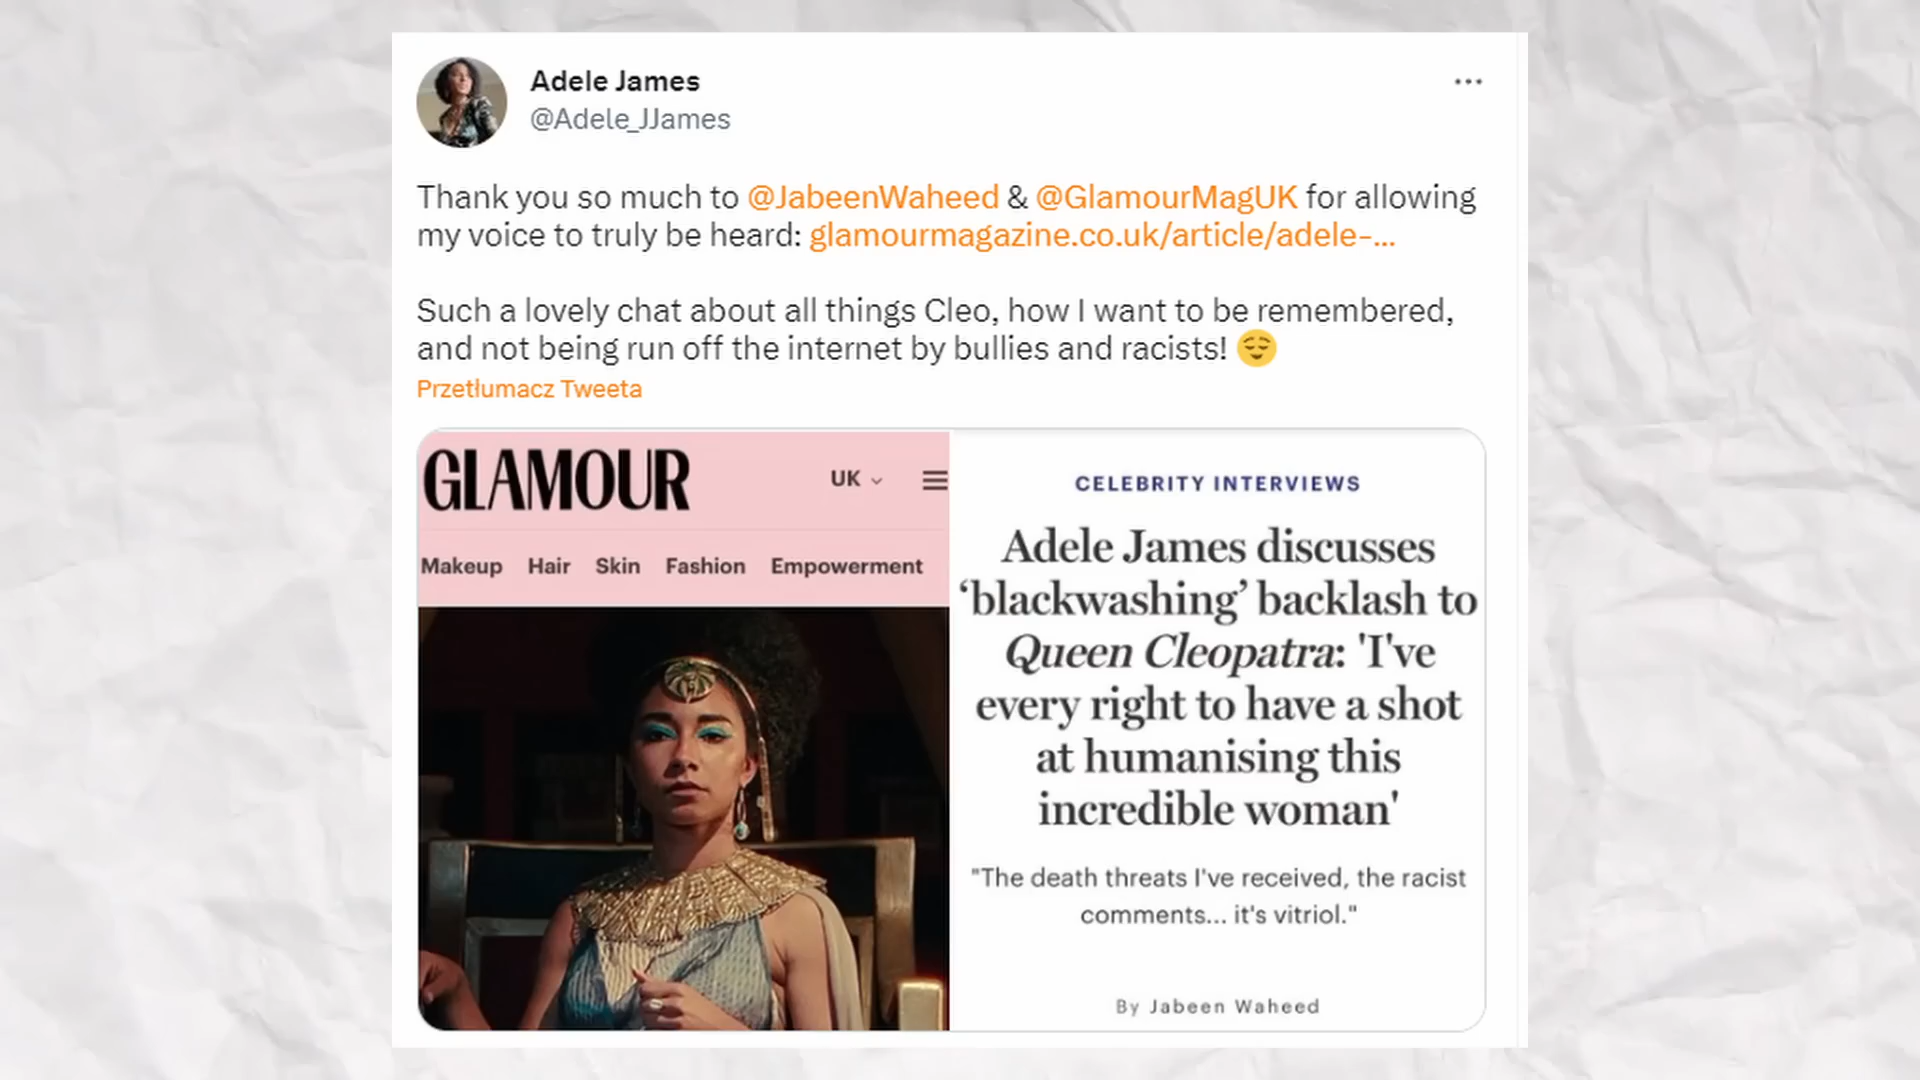 Adele James
@Adele_JJames
Thank you so much to @JabeenWaheed & @GlamourMagUK for allowing
my voice to truly be heard: glamourmagazine.co.uk/article/adele-...
Such a lovely chat about all things Cleo, how I want to be remembered,
and not being run off the internet by bullies and racists! 😌
Przetłumacz Tweeta
GLAMOUR
UK
Makeup Hair Skin Fashion Empowerment
CELEBRITY INTERVIEWS
Adele James discusses
‘blackwashing’ backlash to
Queen Cleopatra: 'I've
every right to have a shot
at humanising this
incredible woman'
"The death threats I've received, the racist
comments... it's vitriol."
By Jabeen Waheed